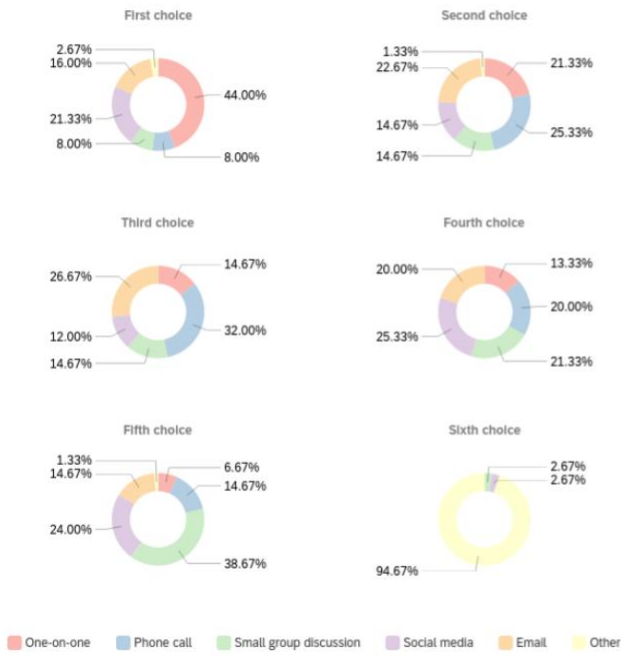 First choice
2.67%
16.00%
44.00%
21.33%
8.00%
8.00%
Second choice
1.33%
22.67%
21.33%
25.33%
14.67%
14.67%
Third choice
14.67%
26.67%
32.00%
12.00%
14.67%
Fourth choice
13.33%
20.00%
20.00%
25.33%
21.33%
Fifth choice
1.33%
14.67%
6.67%
14.67%
24.00%
38.67%
Sixth choice
2.67%
2.67%
94.67%
One-on-one
Phone call
Small group discussion
Social media
Email
Other